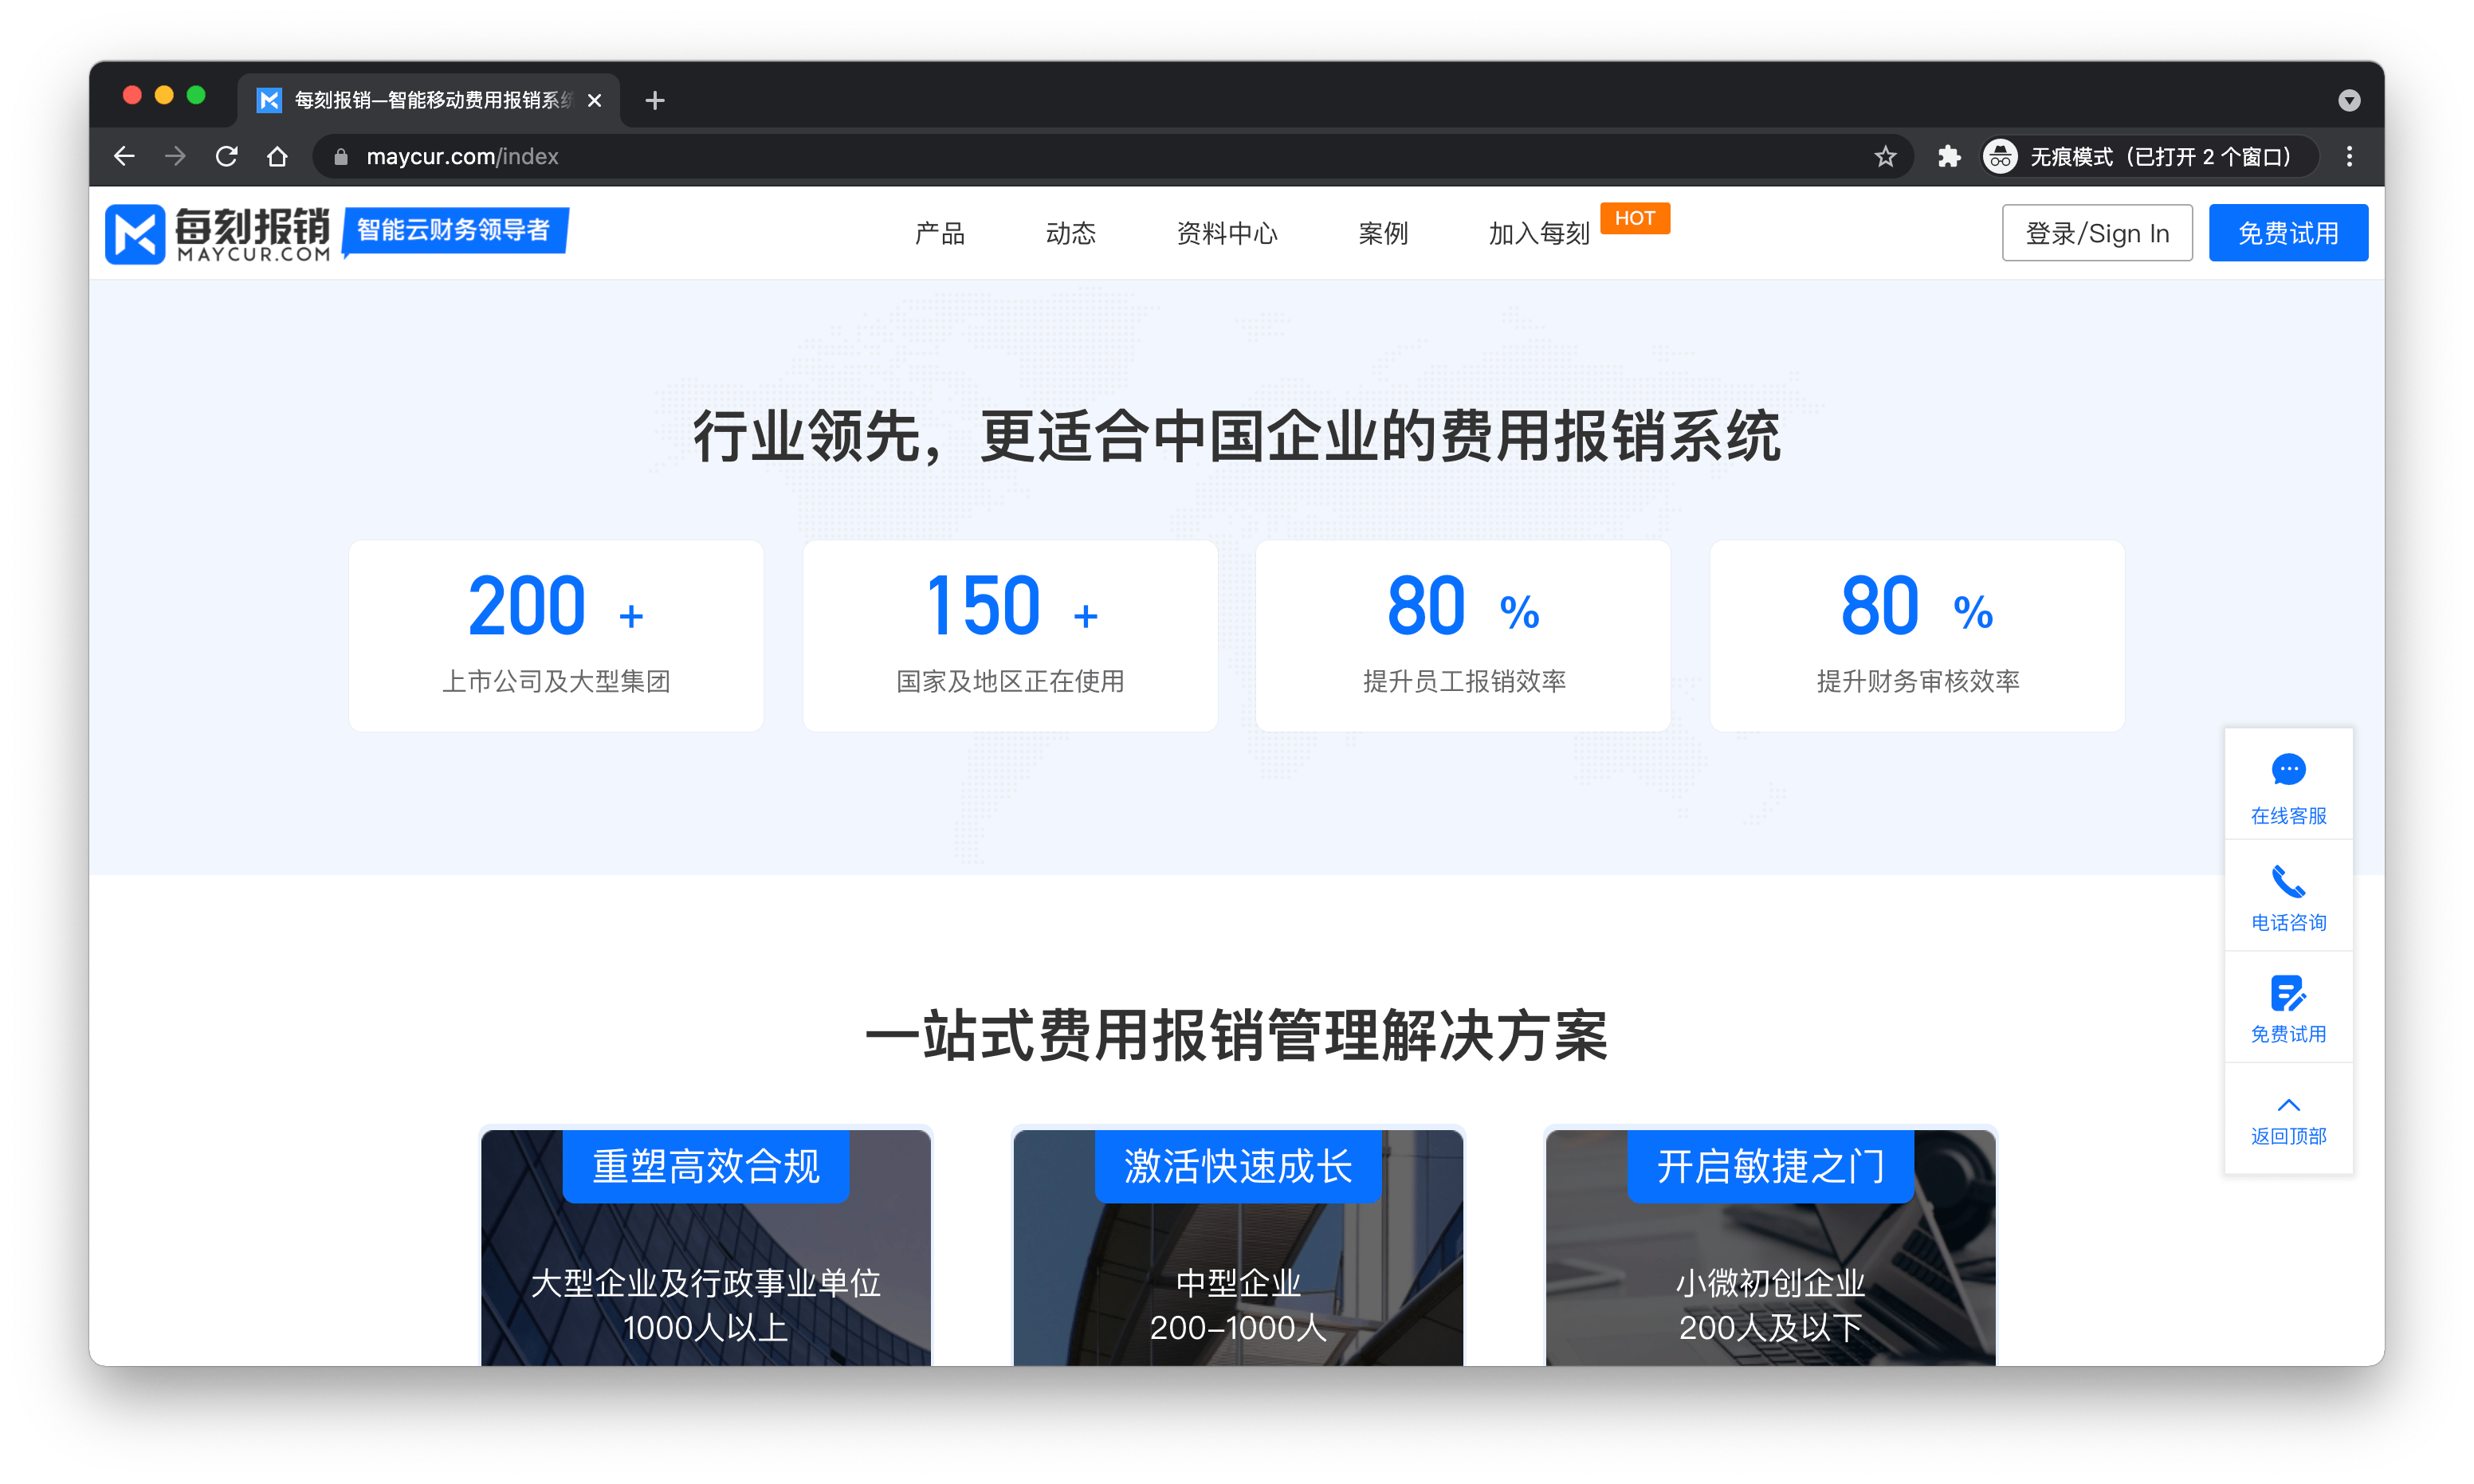 每刻报销—智能移动费用报销系统
maycur.com/index
无痕模式（已打开 2 个窗口）
每刻报销
MAYCUR.COM
智能云财务领导者
产品
动态
资料中心
案例
加入每刻
HOT
登录/Sign In
免费试用
行业领先，更适合中国企业的费用报销系统
200 +
上市公司及大型集团
150 +
国家及地区正在使用
80 %
提升员工报销效率
80 %
提升财务审核效率
在线客服
电话咨询
免费试用
返回顶部
一站式费用报销管理解决方案
重塑高效合规
大型企业及行政事业单位
1000人以上
激活快速成长
中型企业
200-1000人
开启敏捷之门
小微初创企业
200人及以下